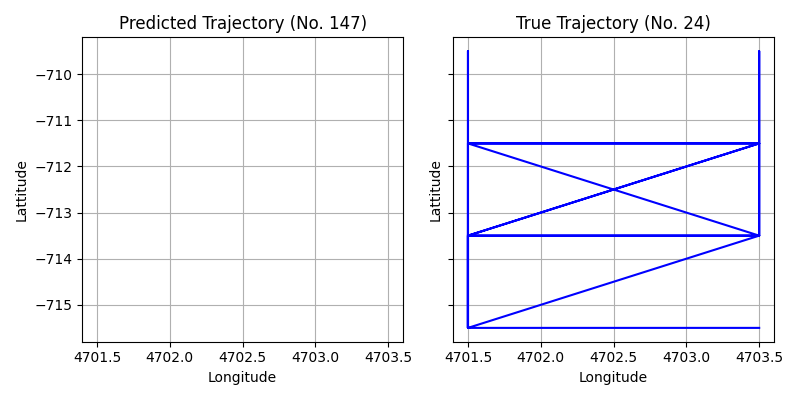 Predicted Trajectory (No. 147)
True Trajectory (No. 24)
Lattitude
−710
−711
−712
−713
−714
−715
4701.5 4702.0 4702.5 4703.0 4703.5
Longitude
Lattitude
4701.5 4702.0 4702.5 4703.0 4703.5
Longitude